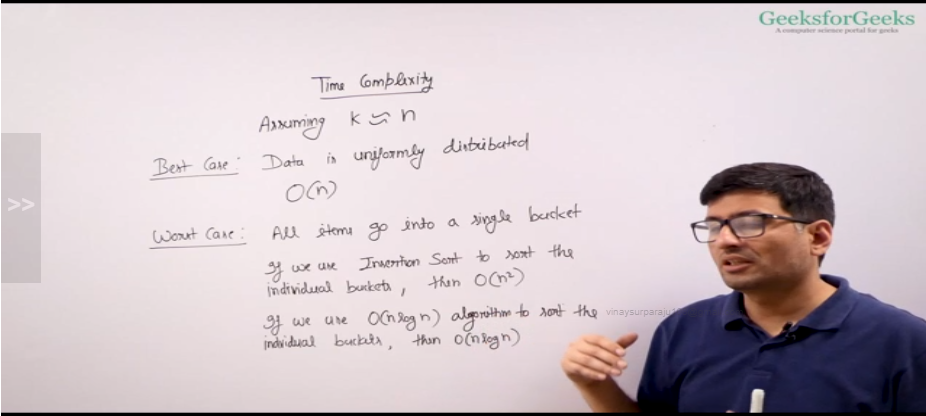 GeeksforGeeks
A computer science portal for geeks
Time Complexity
Assuming k ≈ n
Best Case: Data is uniformly distributed
O(n)
Worst Case: All items go into a single bucket
If we use Insertion Sort to sort the
individual buckets, then O(n²)
If we use O(n log n) algorithm to sort the
individual buckets, then O(n log n)
vinaysurparaju
>>